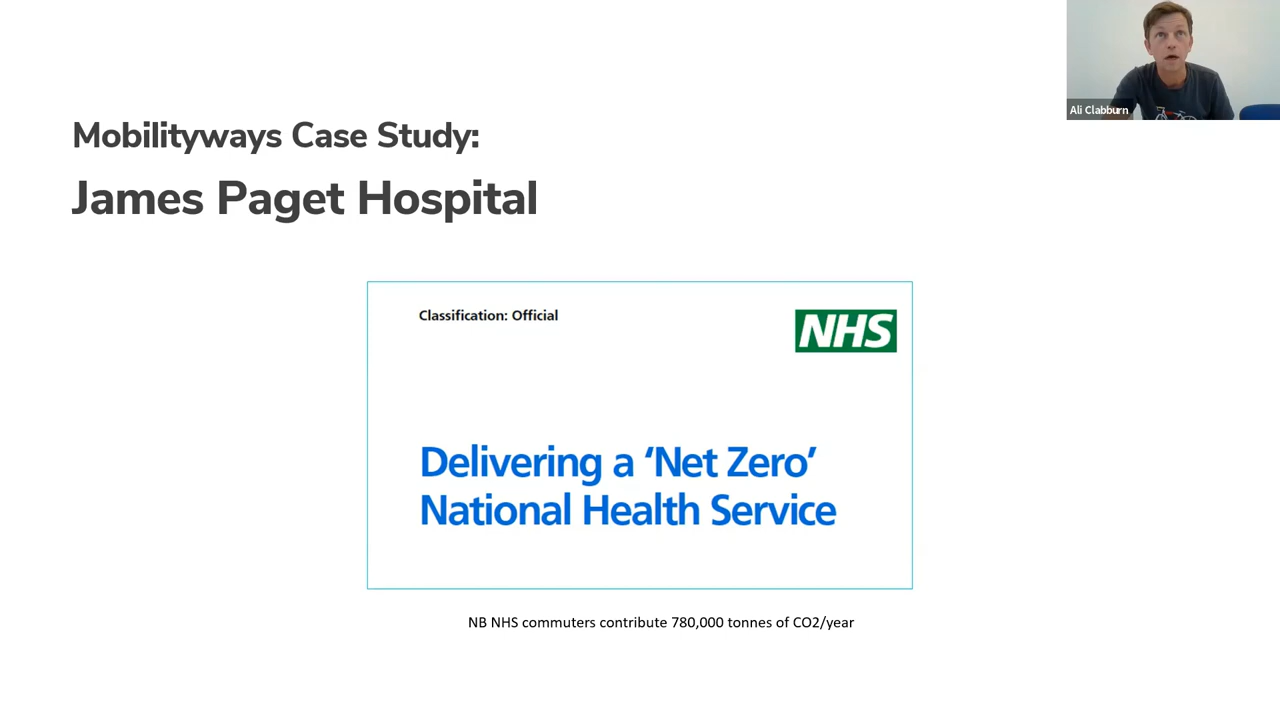 Ali Clabburn
Mobilityways Case Study:
James Paget Hospital
Classification: Official
NHS
Delivering a ‘Net Zero’
National Health Service
NB NHS commuters contribute 780,000 tonnes of CO2/year